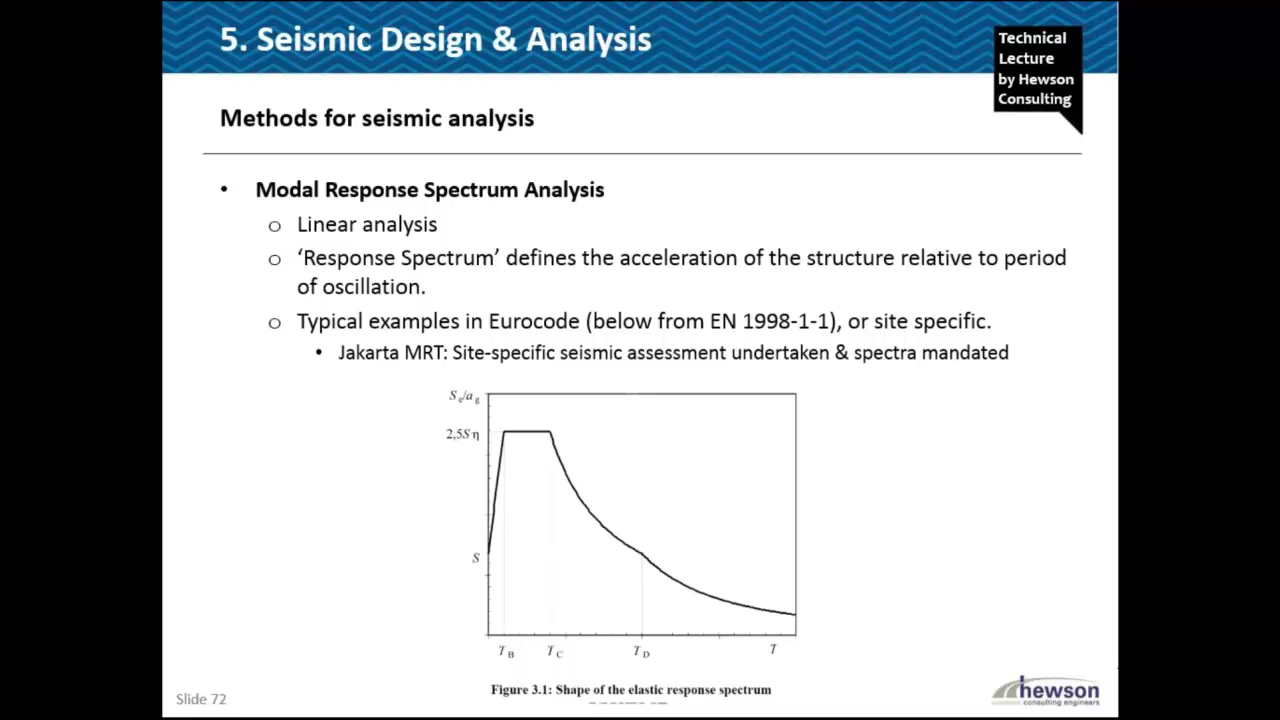 5. Seismic Design & Analysis
Technical
Lecture
by Hewson
Consulting
Methods for seismic analysis
• Modal Response Spectrum Analysis
o Linear analysis
o ‘Response Spectrum’ defines the acceleration of the structure relative to period
of oscillation.
o Typical examples in Eurocode (below from EN 1998-1-1), or site specific.
• Jakarta MRT: Site-specific seismic assessment undertaken & spectra mandated
Se/ag
2,5Sη
S
TB TC TD T
Figure 3.1: Shape of the elastic response spectrum
Slide 72
hewson
consulting engineers